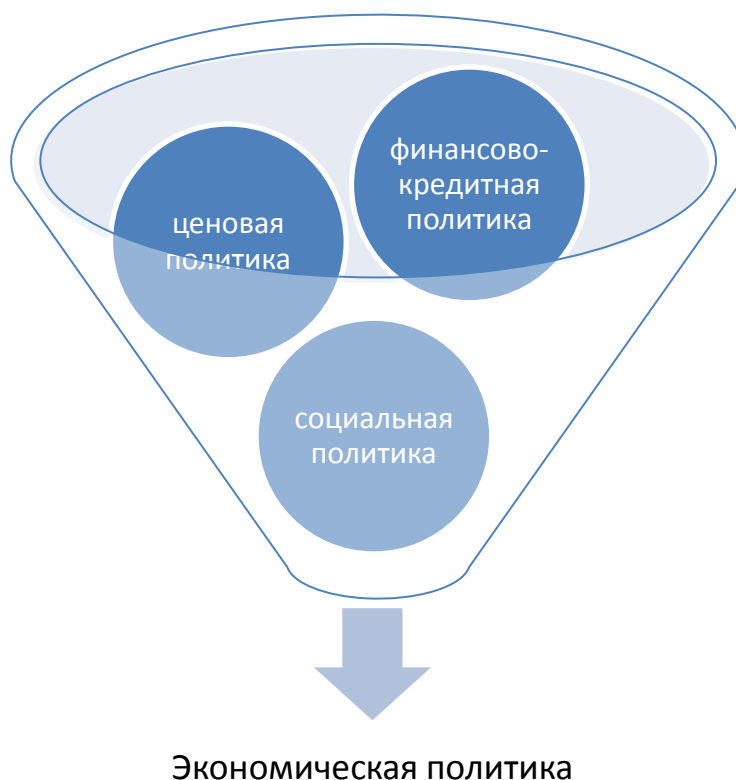 финансово-
кредитная
политика
ценовая
политика
социальная
политика
Экономическая политика